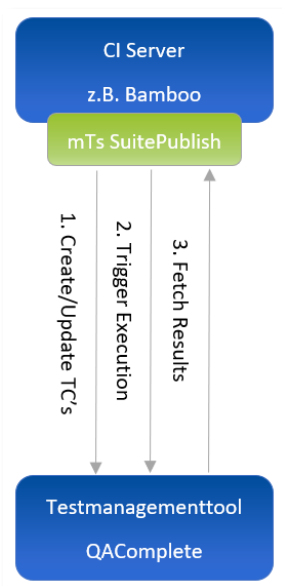 CI Server
z.B. Bamboo
mTs SuitePublish
1. Create/Update TC's
2. Trigger Execution
3. Fetch Results
Testmanagementtool
QAComplete